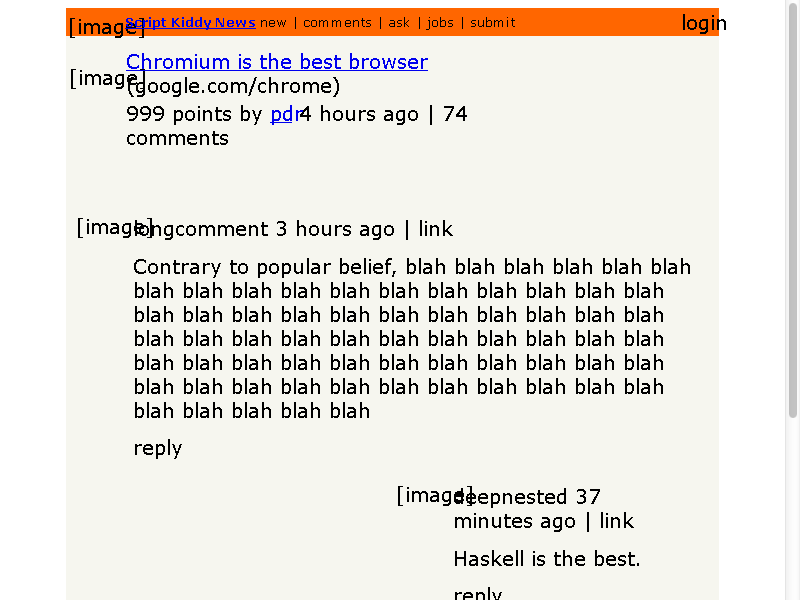 [image] Script Kiddy News new | comments | ask | jobs | submit login
[image] Chromium is the best browser
(google.com/chrome)
999 points by pdr 4 hours ago | 74
comments
[image] longcomment 3 hours ago | link
Contrary to popular belief, blah blah blah blah blah blah
blah blah blah blah blah blah blah blah blah blah blah
blah blah blah blah blah blah blah blah blah blah blah
blah blah blah blah blah blah blah blah blah blah blah
blah blah blah blah blah blah blah blah blah blah blah
blah blah blah blah blah blah blah blah blah blah blah
blah blah blah blah blah
reply
[image] deepnested 37
minutes ago | link
Haskell is the best.
reply